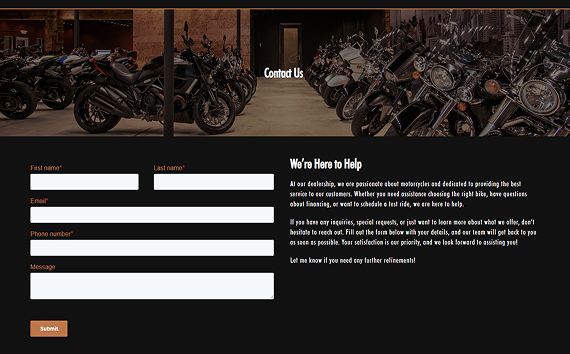 Contact Us
First name*
Last name*
Email*
Phone number*
Message
Submit
We're Here to Help
At our dealership, we are passionate about motorcycles and dedicated to providing the best
service to our customers. Whether you need assistance choosing the right bike, have questions
about financing, or want to schedule a test ride, we are here to help.
If you have any inquiries, special requests, or just want to learn more about what we offer, don't
hesitate to reach out. Fill out the form below with your details, and our team will get back to you
as soon as possible. Your satisfaction is our priority, and we look forward to assisting you!
Let me know if you need any further refinements!